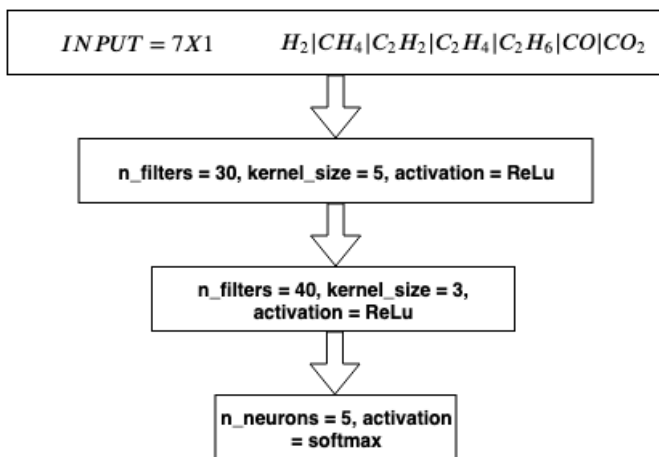 INPUT = 7X1 H₂|CH₄|C₂H₂|C₂H₄|C₂H₆|CO|CO₂
n_filters = 30, kernel_size = 5, activation = ReLu
n_filters = 40, kernel_size = 3,
activation = ReLu
n_neurons = 5, activation
= softmax